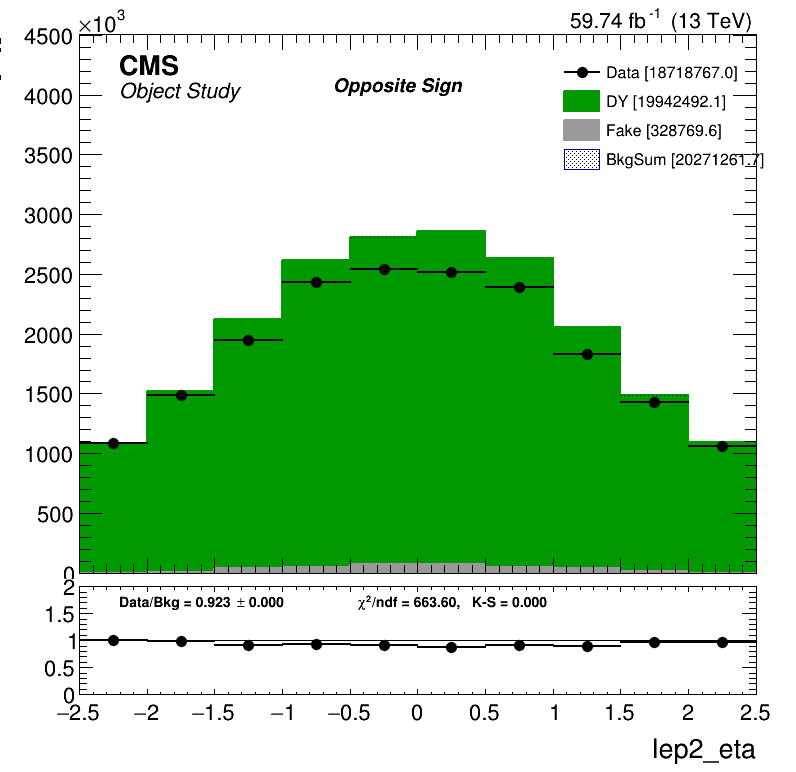 ×10³
59.74 fb⁻¹ (13 TeV)
CMS
Object Study
Opposite Sign
Data [18718767.0]
DY [19942492.1]
Fake [328769.6]
BkgSum [20271261.7]
4500
4000
3500
3000
2500
2000
1500
1000
500
0
Data/Bkg = 0.923 ± 0.000
χ²/ndf = 663.60, K-S = 0.000
2
1.5
1
0.5
0
−2.5 −2 −1.5 −1 −0.5 0 0.5 1 1.5 2 2.5
lep2_eta